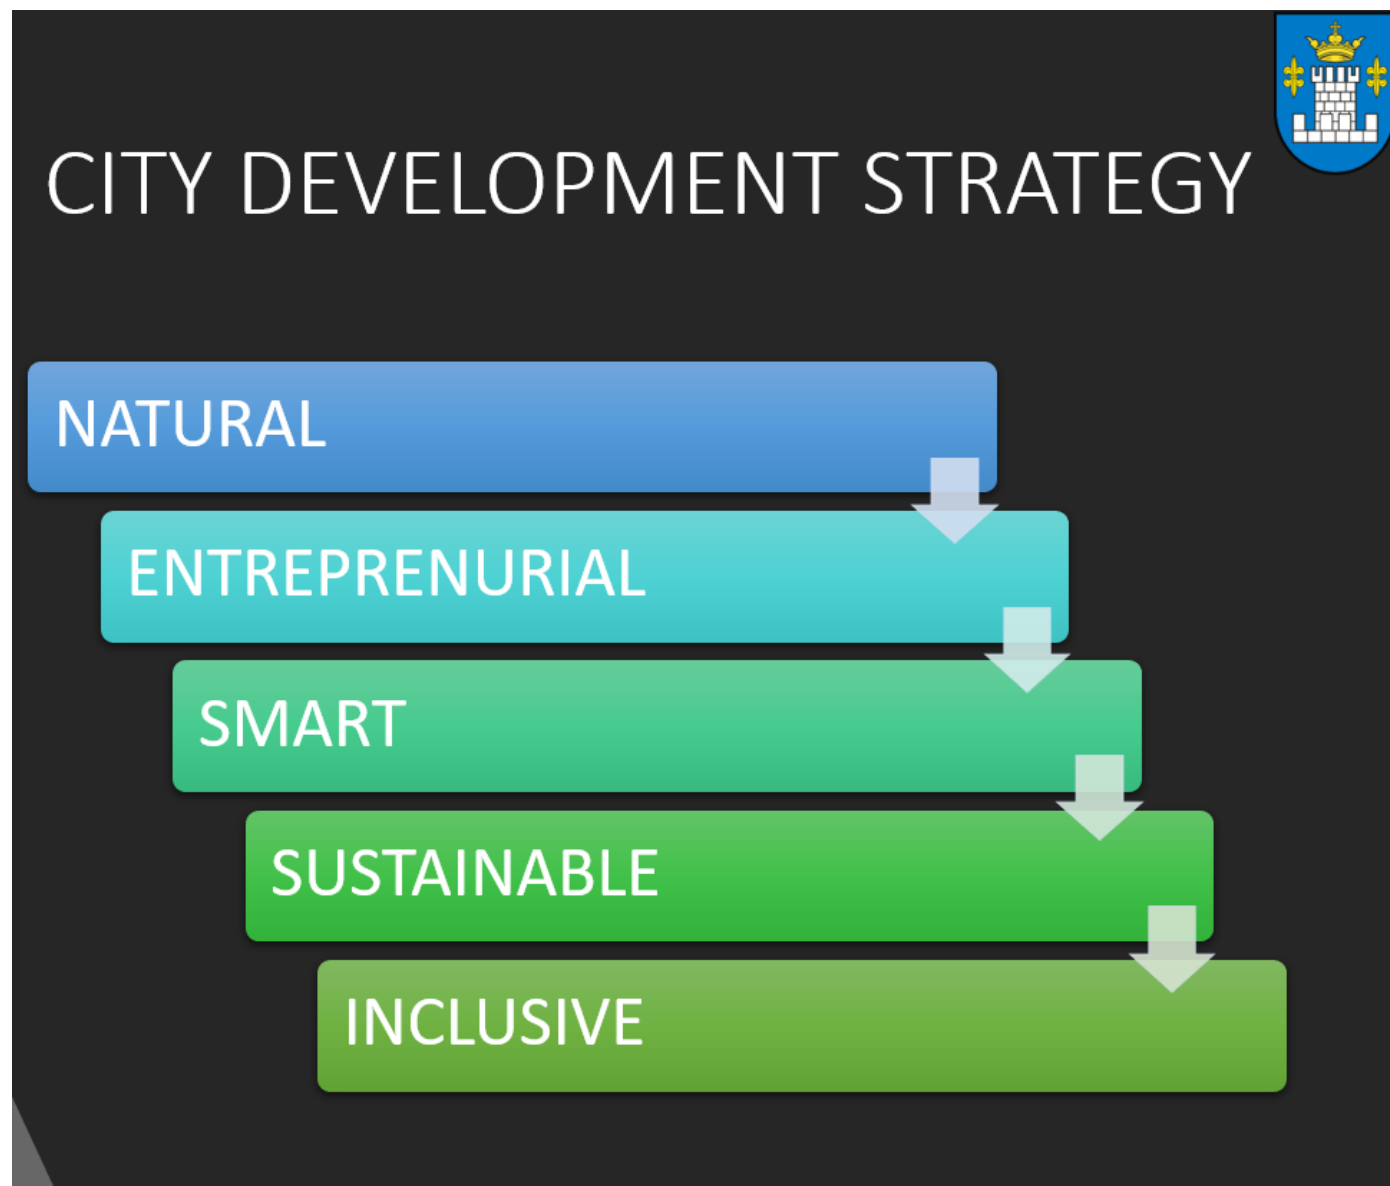 CITY DEVELOPMENT STRATEGY
NATURAL
ENTREPRENURIAL
SMART
SUSTAINABLE
INCLUSIVE